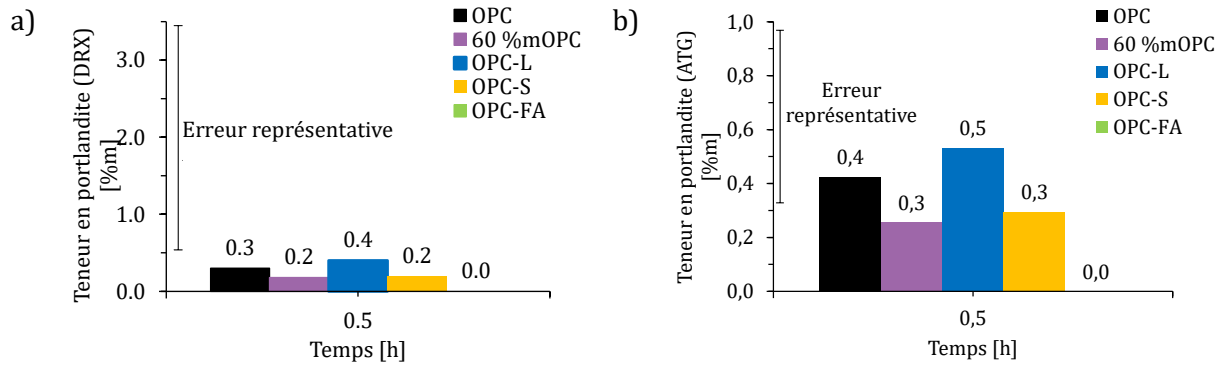 a)
Teneur en portlandite (DRX)
[%m]
3.0
2.0
1.0
0.0
Erreur représentative
OPC
60 %mOPC
OPC-L
OPC-S
OPC-FA
0.3
0.2
0.4
0.2
0.0
0.5
Temps [h]
b)
Teneur en portlandite (ATG)
[%m]
1,0
0,8
0,6
0,4
0,2
0,0
Erreur
représentative
OPC
60 %mOPC
OPC-L
OPC-S
OPC-FA
0,4
0,3
0,5
0,3
0,0
0,5
Temps [h]